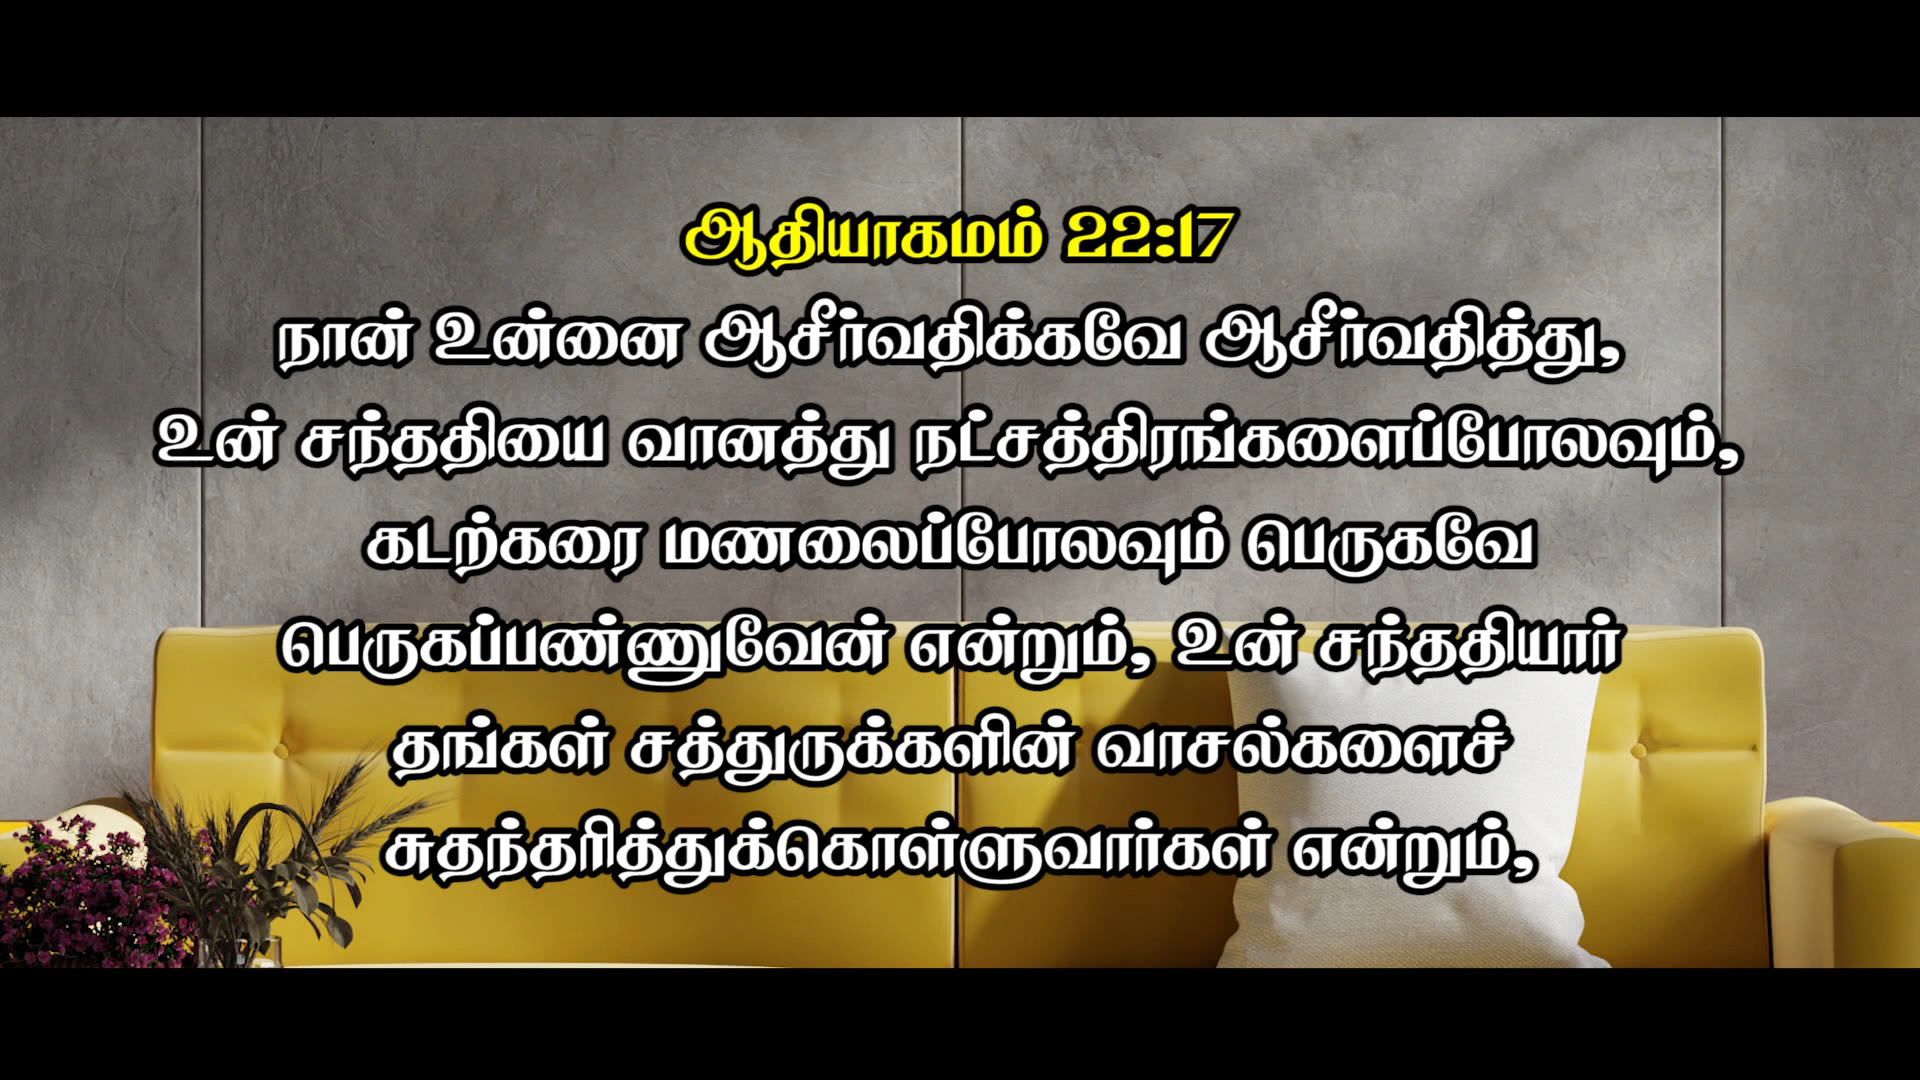 ஆதியாகமம் 22:17
நான் உன்னை ஆசீர்வதிக்கவே ஆசீர்வதித்து,
உன் சந்ததியை வானத்து நட்சத்திரங்களைப்போலவும்,
கடற்கரை மணலைப்போலவும் பெருகவே
பெருகப்பண்ணுவேன் என்றும், உன் சந்ததியார்
தங்கள் சத்துருக்களின் வாசல்களைச்
சுதந்தரித்துக்கொள்ளுவார்கள் என்றும்,